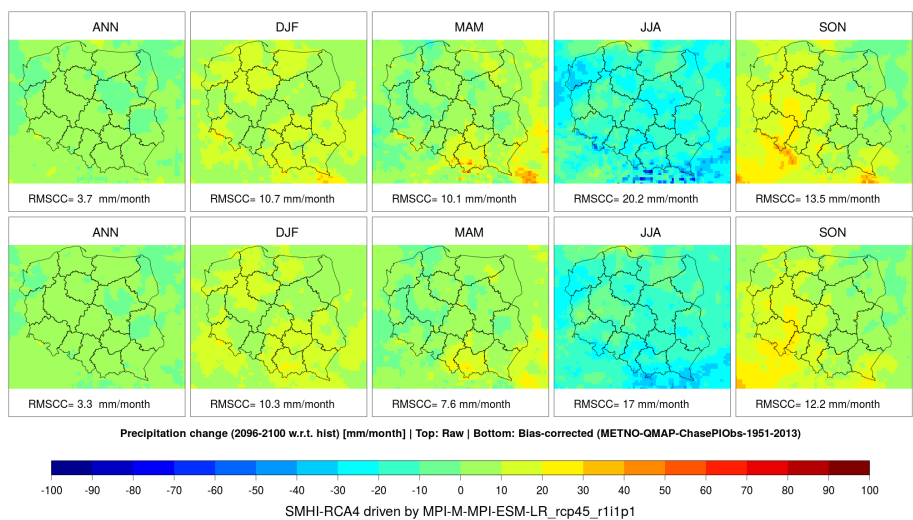 ANN DJF MAM JJA SON
RMSCC= 3.7 mm/month RMSCC= 10.7 mm/month RMSCC= 10.1 mm/month RMSCC= 20.2 mm/month RMSCC= 13.5 mm/month
ANN DJF MAM JJA SON
RMSCC= 3.3 mm/month RMSCC= 10.3 mm/month RMSCC= 7.6 mm/month RMSCC= 17 mm/month RMSCC= 12.2 mm/month
Precipitation change (2096-2100 w.r.t. hist) [mm/month] | Top: Raw | Bottom: Bias-corrected (METNO-QMAP-ChasePlObs-1951-2013)
-100 -90 -80 -70 -60 -50 -40 -30 -20 -10 0 10 20 30 40 50 60 70 80 90 100
SMHI-RCA4 driven by MPI-M-MPI-ESM-LR_rcp45_r1i1p1